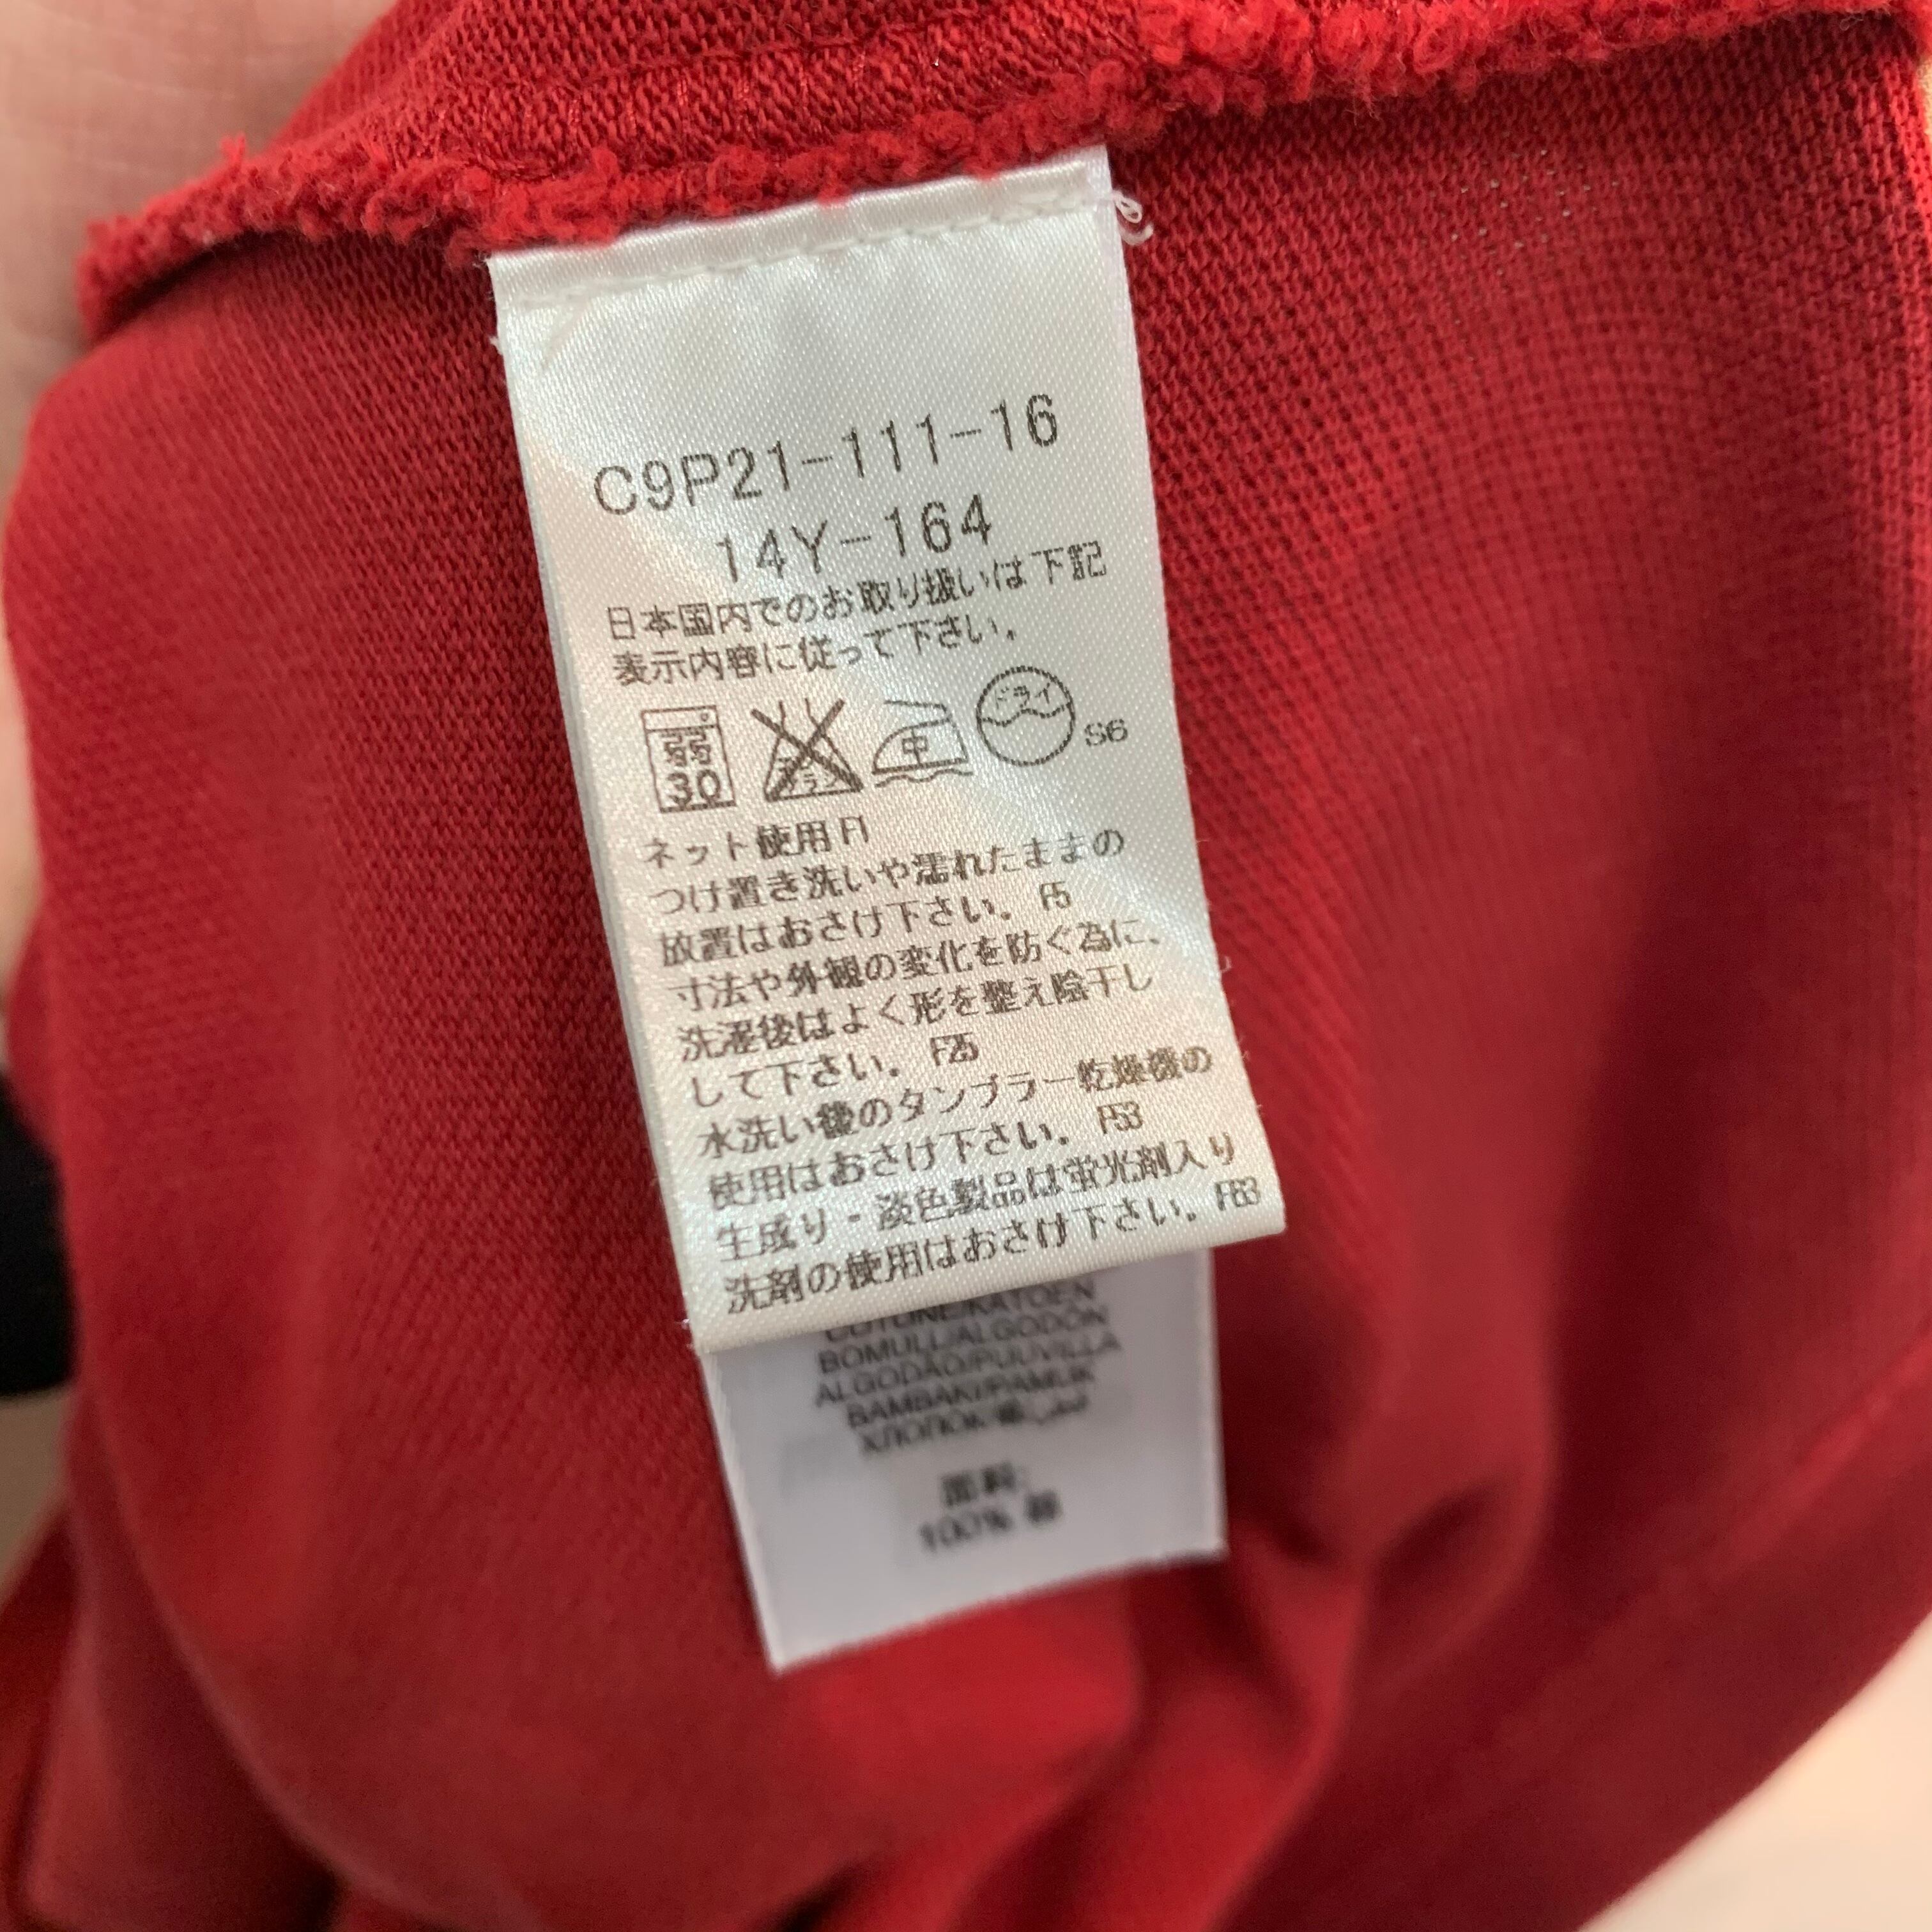 C9P21-111-16
14Y-164
日本国内でのお取り扱いは下記
表示内容に従って下さい。
弱 30 中 ドライ S6
ネット使用 F1
つけ置き洗いや濡れたままの
放置はおさけ下さい。 F5
寸法や外観の変化を防ぐ為に、
洗濯後はよく形を整え陰干し
して下さい。 F25
水洗い後のタンブラー乾燥機の
使用はおさけ下さい。 F53
生成り・淡色製品は蛍光剤入り
洗剤の使用はおさけ下さい。 F63
COTONE/KATOEN
BOMULL/ALGODÓN
ALGODÃO/PUUVILLA
BAMBAKI/PAMUK
ХЛОПОК
面料:
100%